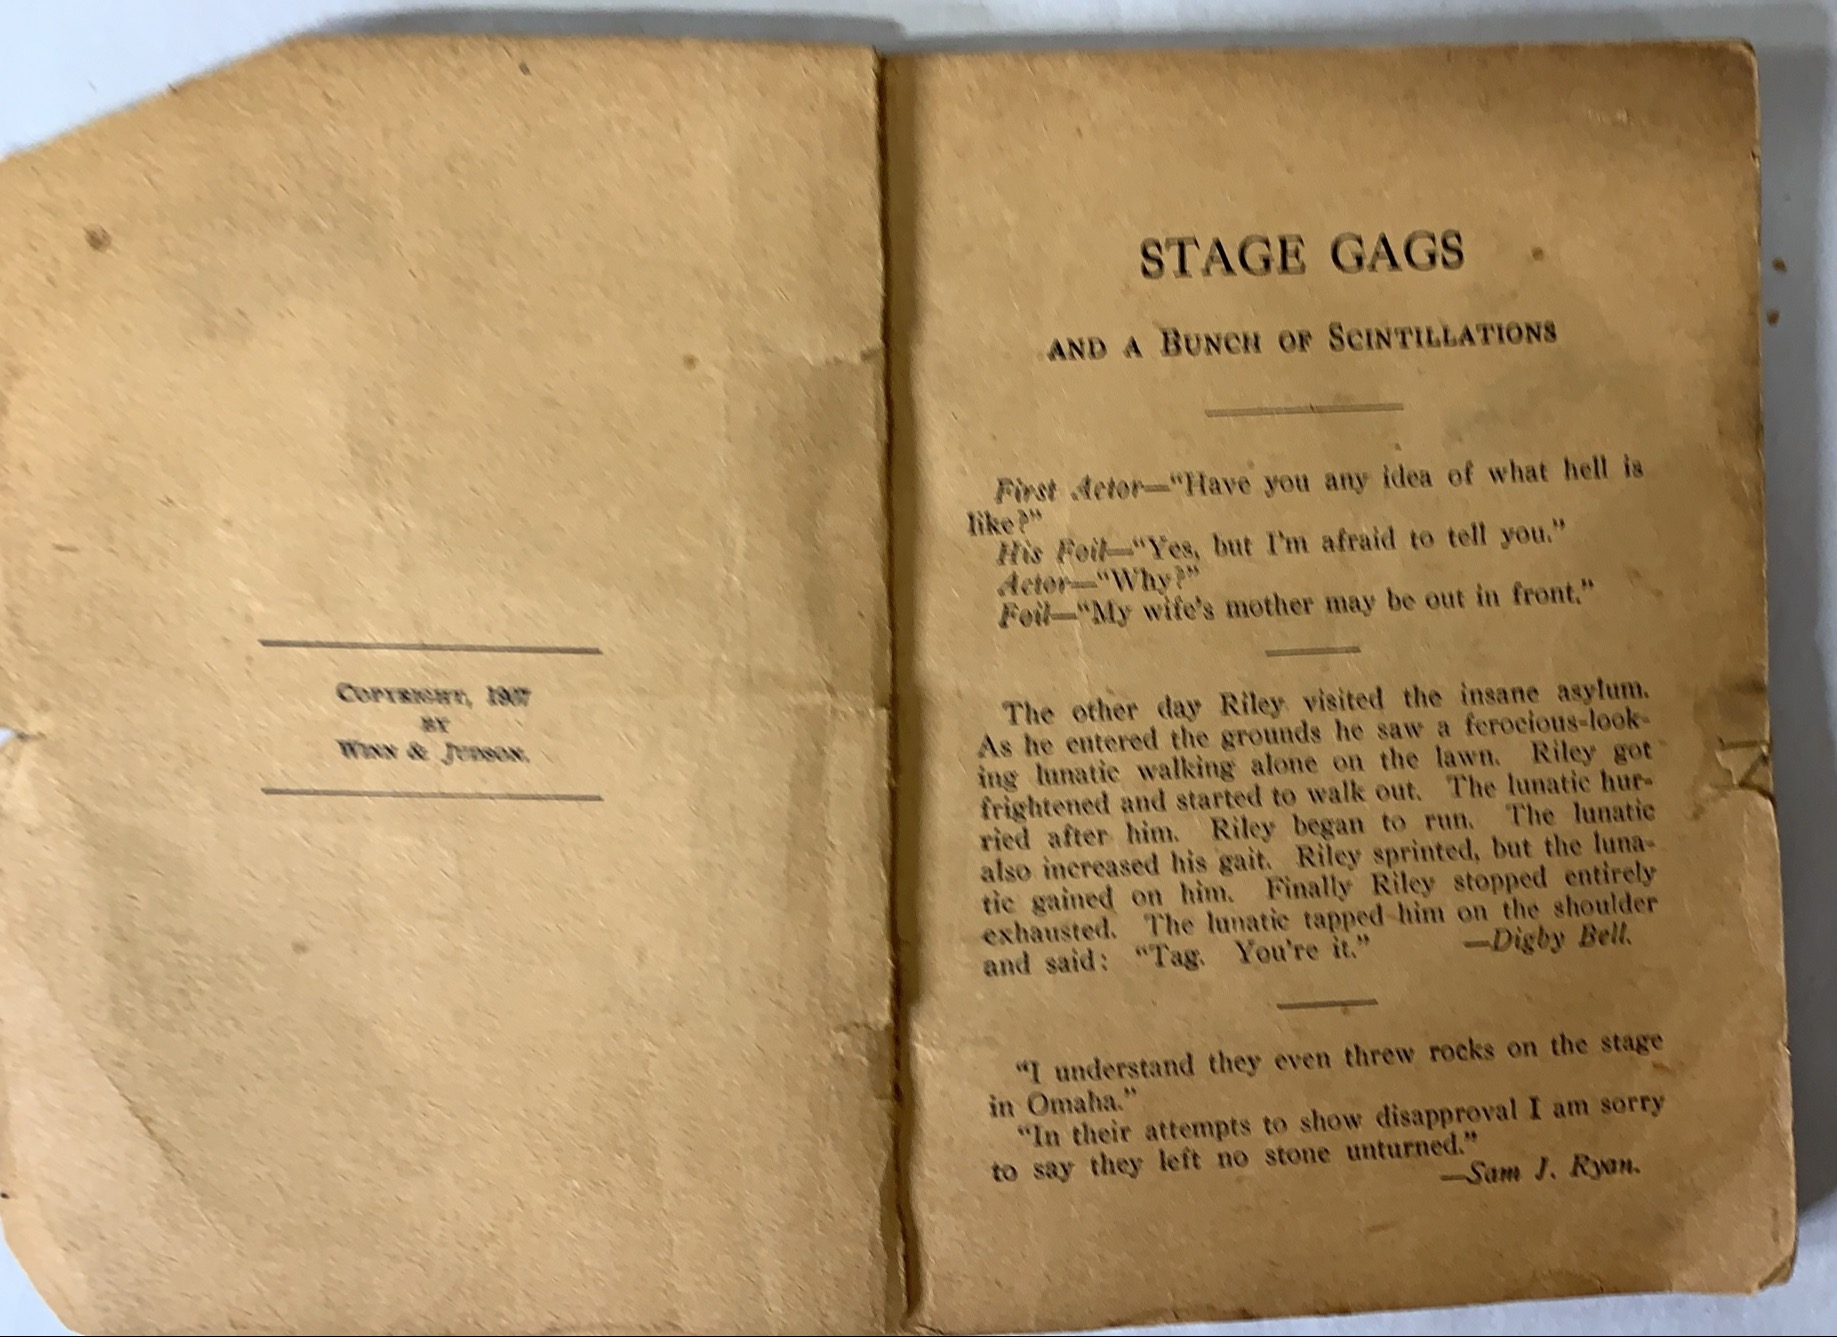 COPYRIGHT, 1907
BY
WINN & JUDSON.
STAGE GAGS
AND A BUNCH OF SCINTILLATIONS
First Actor—“Have you any idea of what hell is
like?”
His Foil—“Yes, but I'm afraid to tell you.”
Actor—“Why?”
Foil—“My wife's mother may be out in front.”
The other day Riley visited the insane asylum.
As he entered the grounds he saw a ferocious-look-
ing lunatic walking alone on the lawn. Riley got
frightened and started to walk out. The lunatic hur-
ried after him. Riley began to run. The lunatic
also increased his gait. Riley sprinted, but the luna-
tic gained on him. Finally Riley stopped entirely
exhausted. The lunatic tapped him on the shoulder
and said: “Tag. You're it.” —Digby Bell.
“I understand they even threw rocks on the stage
in Omaha.”
“In their attempts to show disapproval I am sorry
to say they left no stone unturned.”
—Sam J. Ryan.